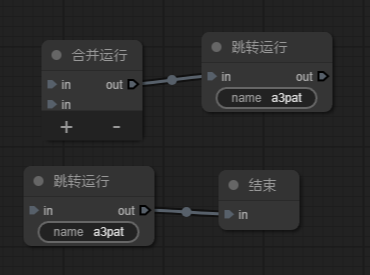 合并运行
in out
in
+ -
跳转运行
in out
name a3pat
跳转运行
in out
name a3pat
结束
in